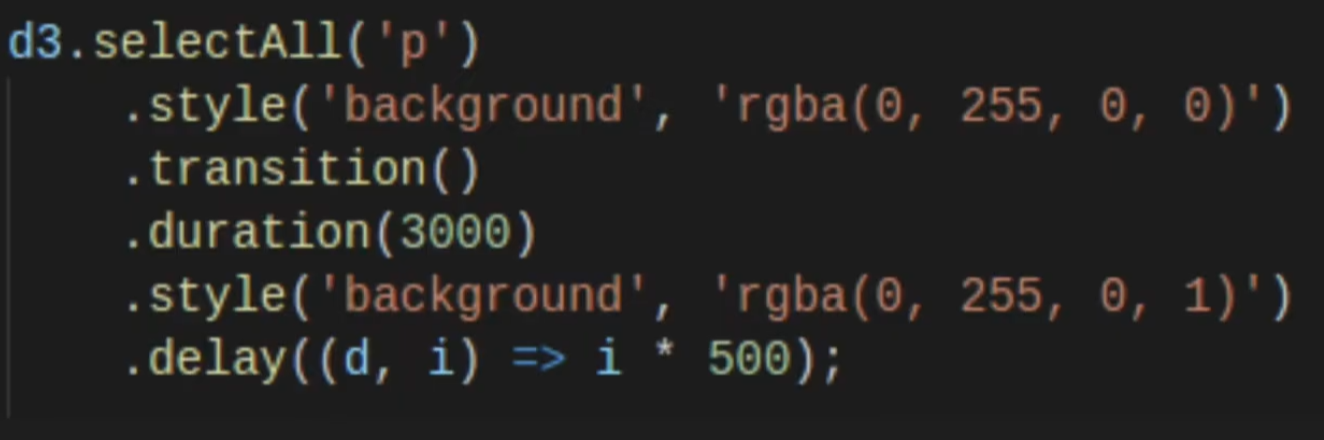 d3.selectAll('p')
    .style('background', 'rgba(0, 255, 0, 0)')
    .transition()
    .duration(3000)
    .style('background', 'rgba(0, 255, 0, 1)')
    .delay((d, i) => i * 500);